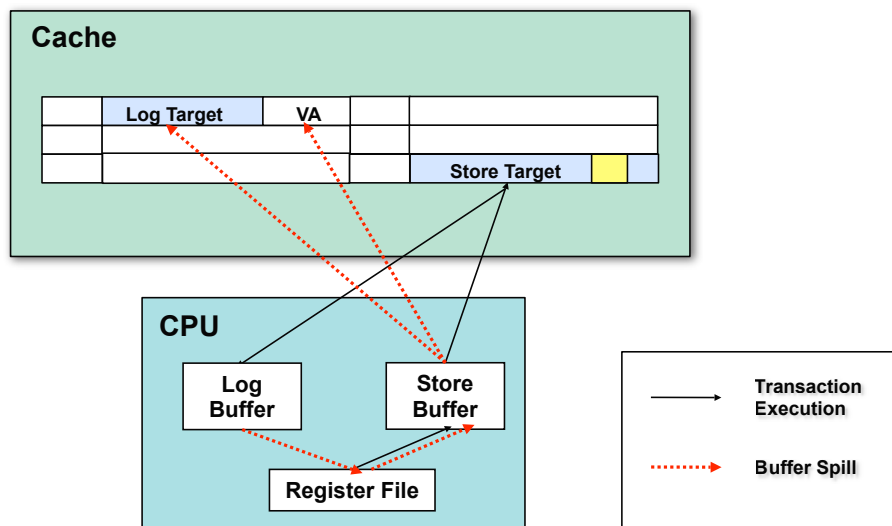 Cache
Log Target VA
Store Target
CPU
Log
Buffer
Store
Buffer
Register File
Transaction
Execution
Buffer Spill